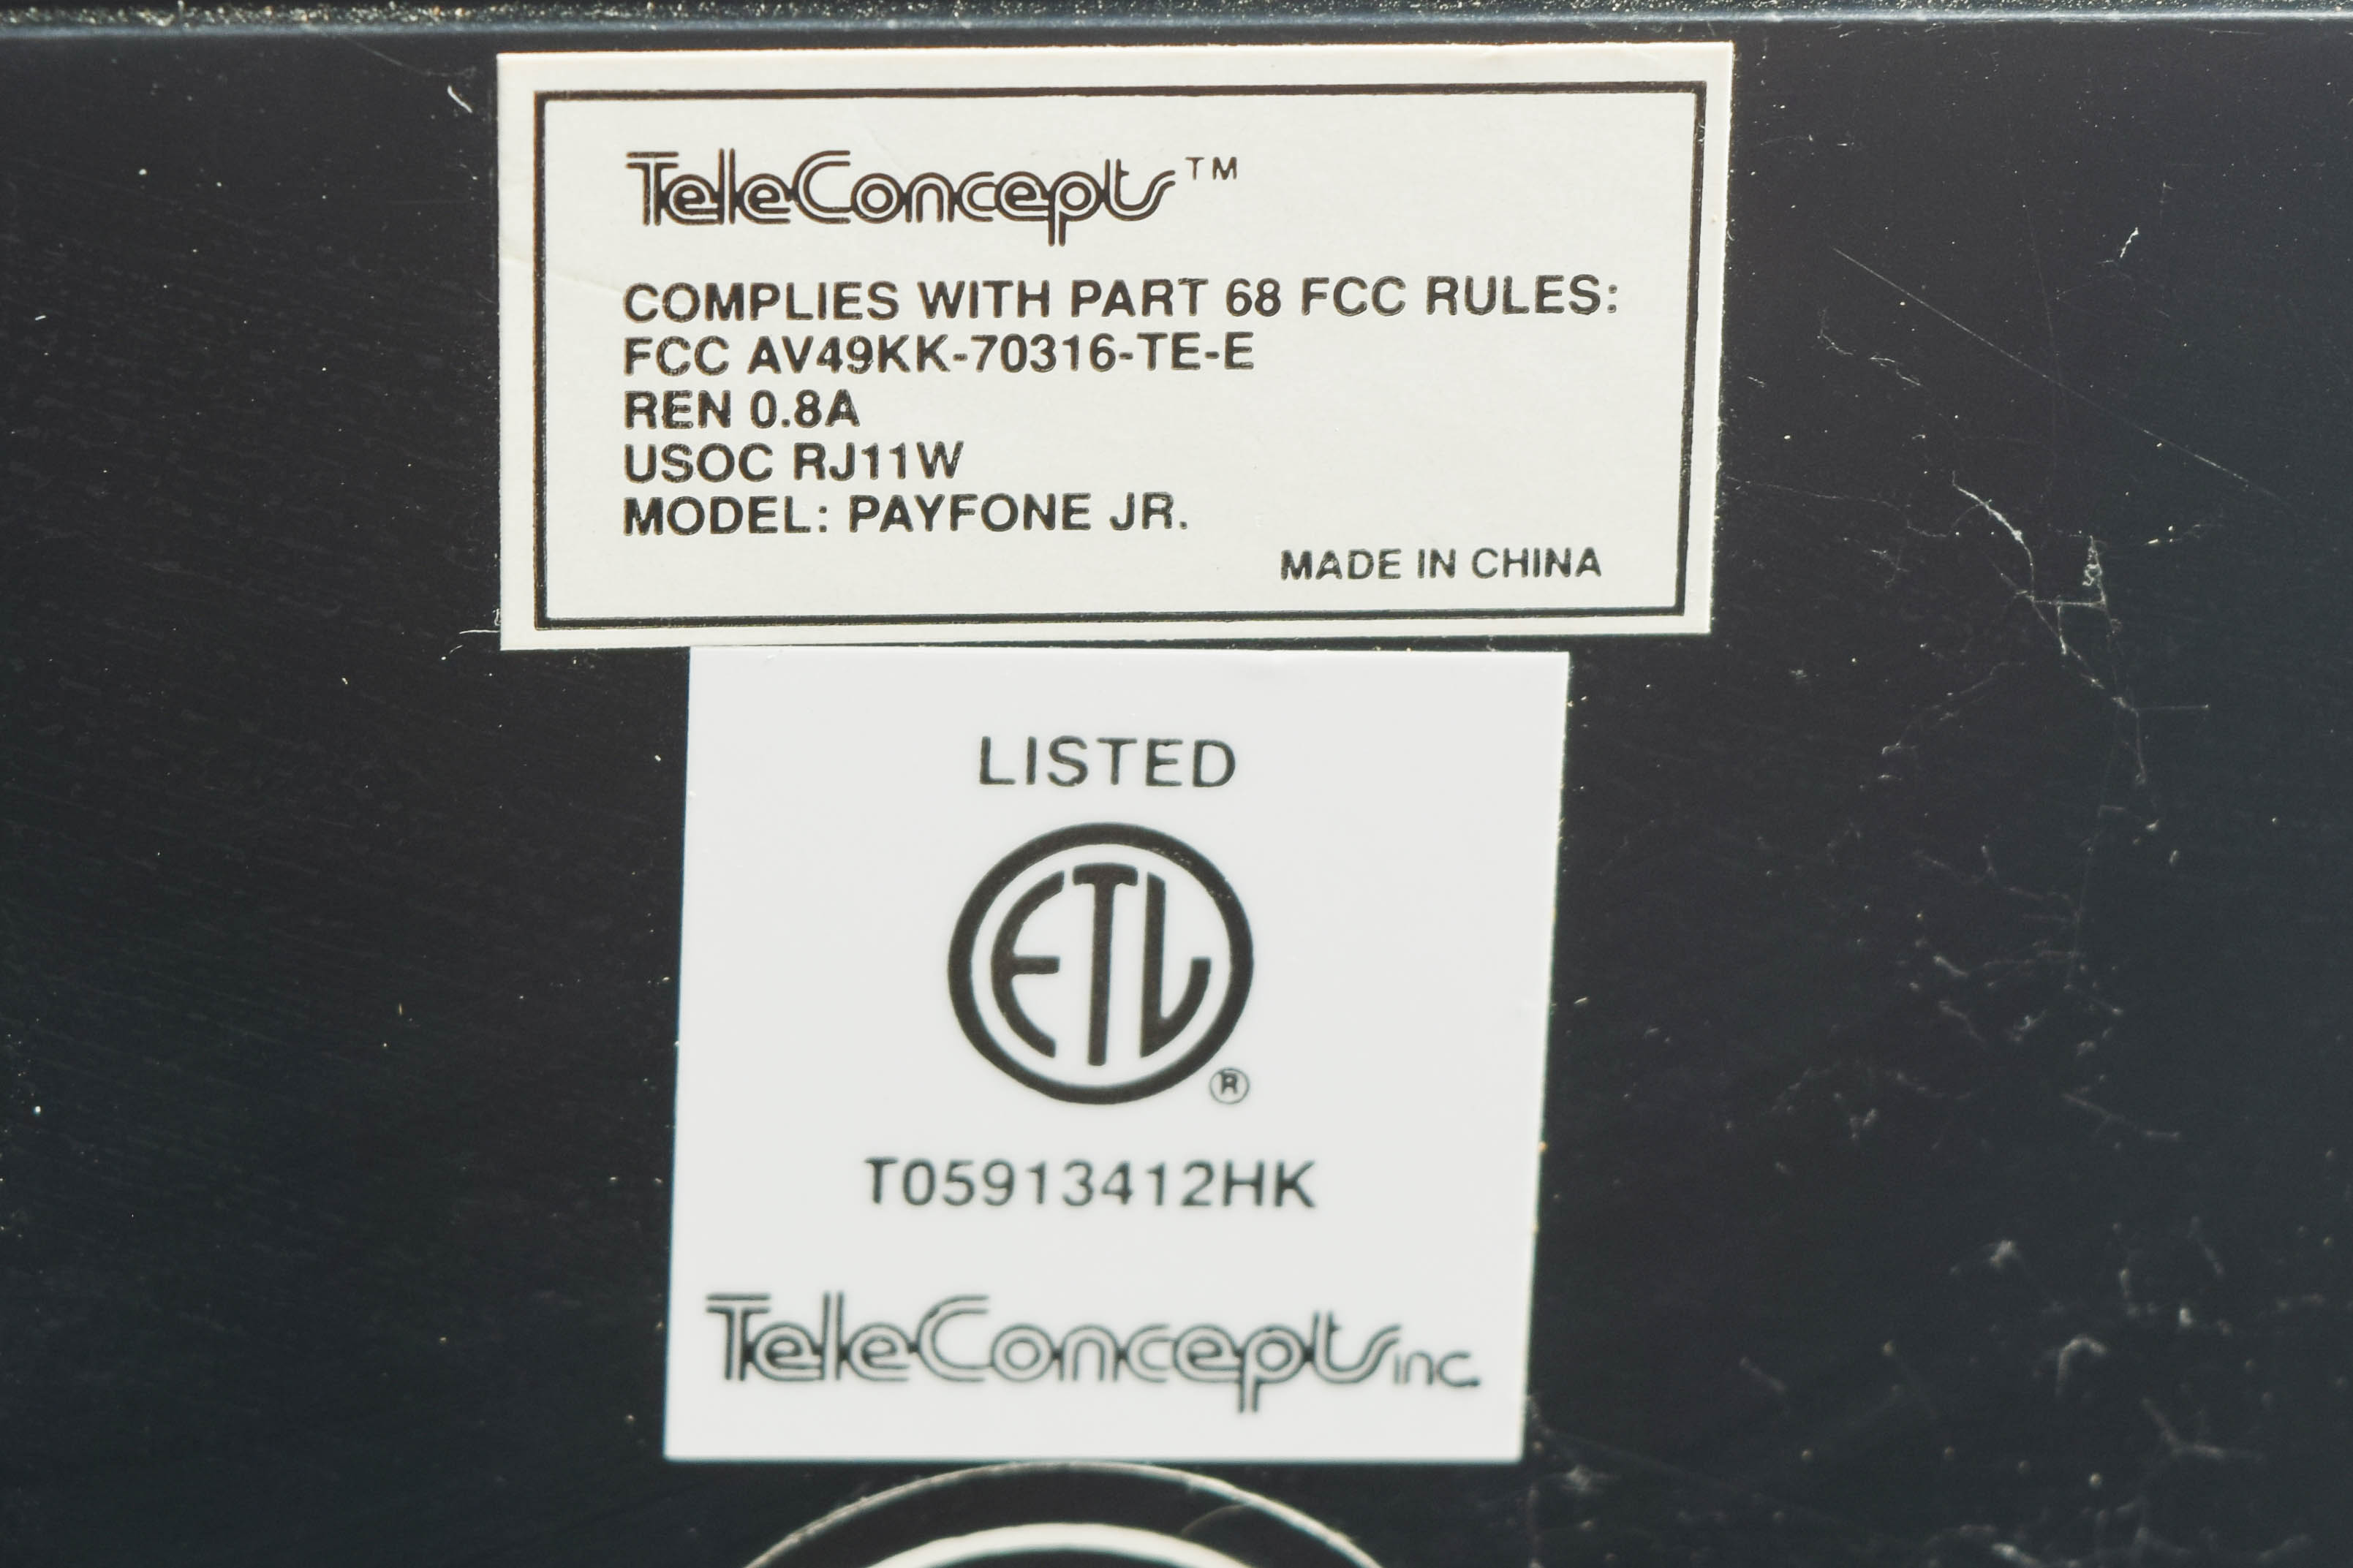 TeleConcepts™
COMPLIES WITH PART 68 FCC RULES:
FCC AV49KK-70316-TE-E
REN 0.8A
USOC RJ11W
MODEL: PAYFONE JR.
MADE IN CHINA
LISTED
ETL
®
T05913412HK
TeleConcepts inc.